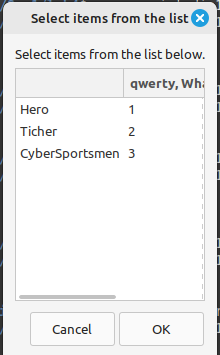 Select items from the list
Select items from the list below.
qwerty, Wha
Hero 1
Ticher 2
CyberSportsmen 3
Cancel OK